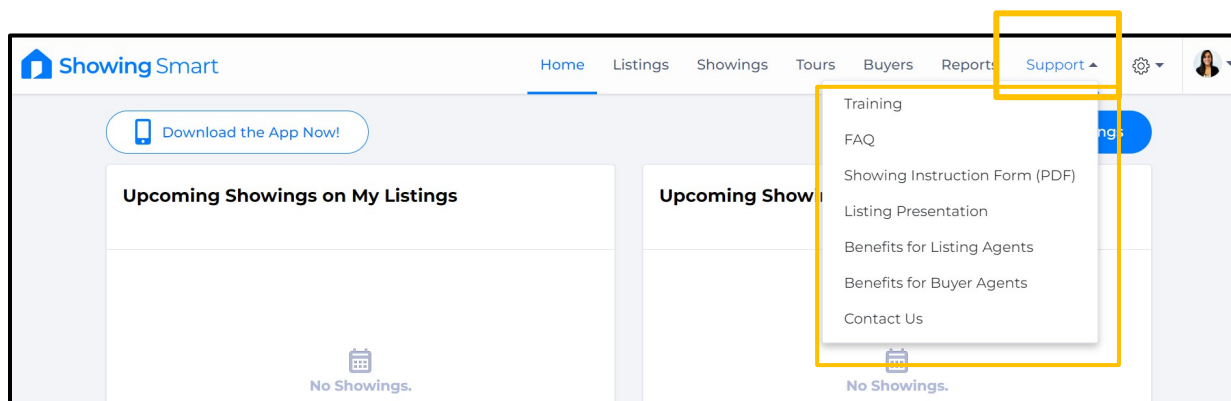 Showing Smart
Home Listings Showings Tours Buyers Reports Support
Download the App Now!
Training
FAQ
Showing Instruction Form (PDF)
Listing Presentation
Benefits for Listing Agents
Benefits for Buyer Agents
Contact Us
Upcoming Showings on My Listings
Upcoming
No Showings.
No Showings.